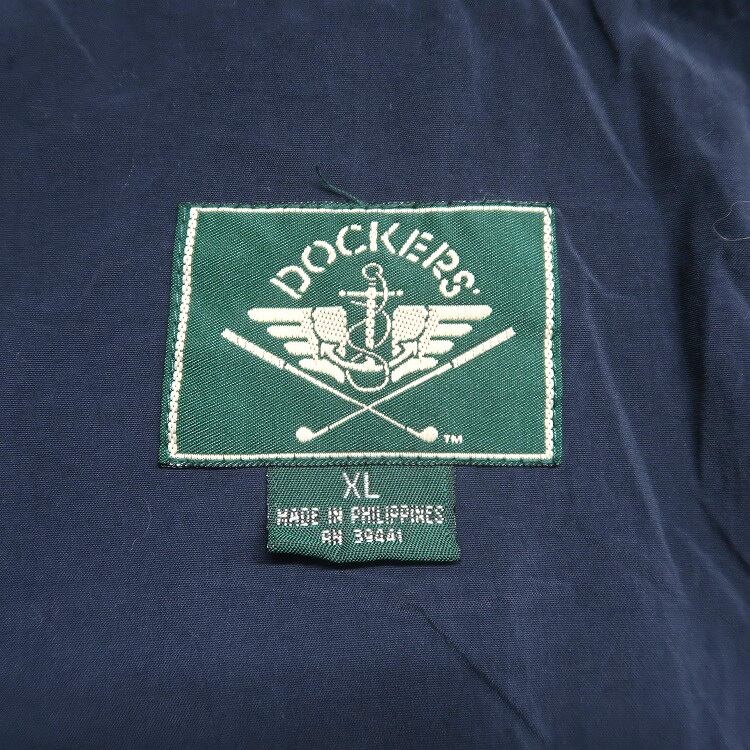 DOCKERS
TM
XL
MADE IN PHILIPPINES
RN 39441